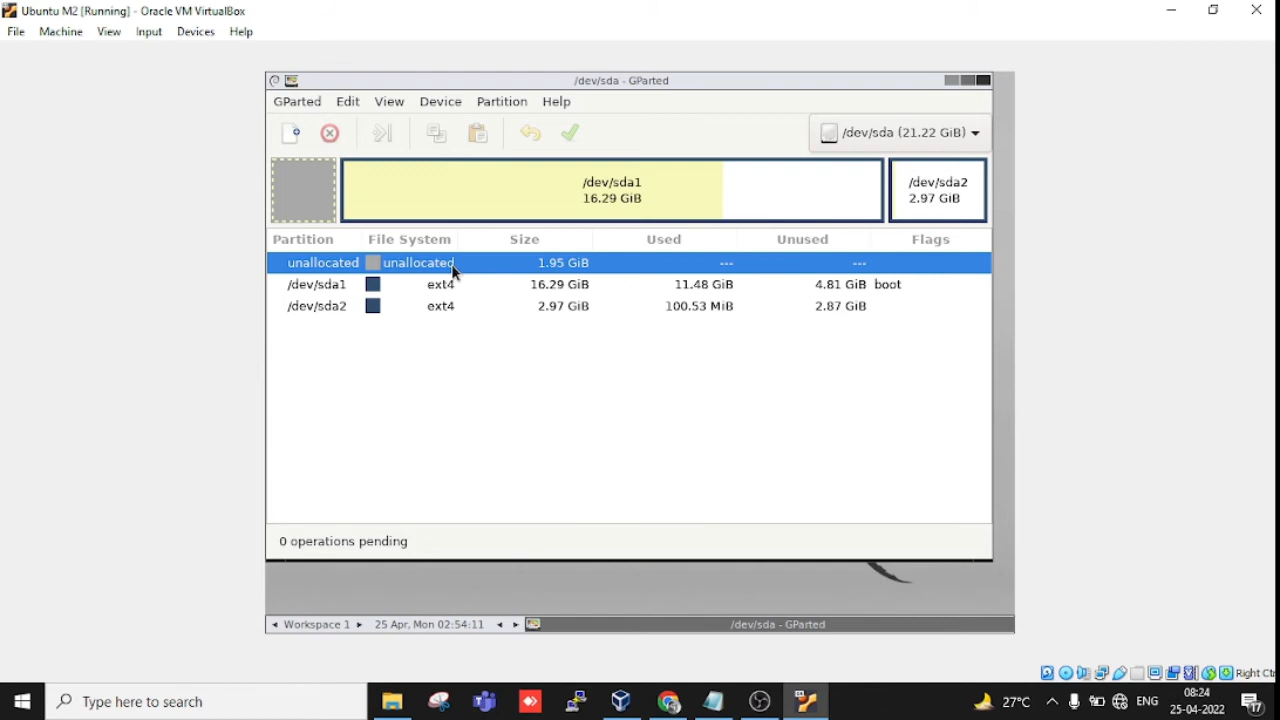 Ubuntu M2 [Running] - Oracle VM VirtualBox
File Machine View Input Devices Help
/dev/sda - GParted
GParted Edit View Device Partition Help
/dev/sda (21.22 GiB)
/dev/sda1
16.29 GiB
/dev/sda2
2.97 GiB
Partition File System Size Used Unused Flags
unallocated unallocated 1.95 GiB --- ---
/dev/sda1 ext4 16.29 GiB 11.48 GiB 4.81 GiB boot
/dev/sda2 ext4 2.97 GiB 100.53 MiB 2.87 GiB
0 operations pending
Workspace 1 25 Apr, Mon 02:54:11 /dev/sda - GParted
Right Ct
Type here to search
27°C ENG 08:24
25-04-2022 17